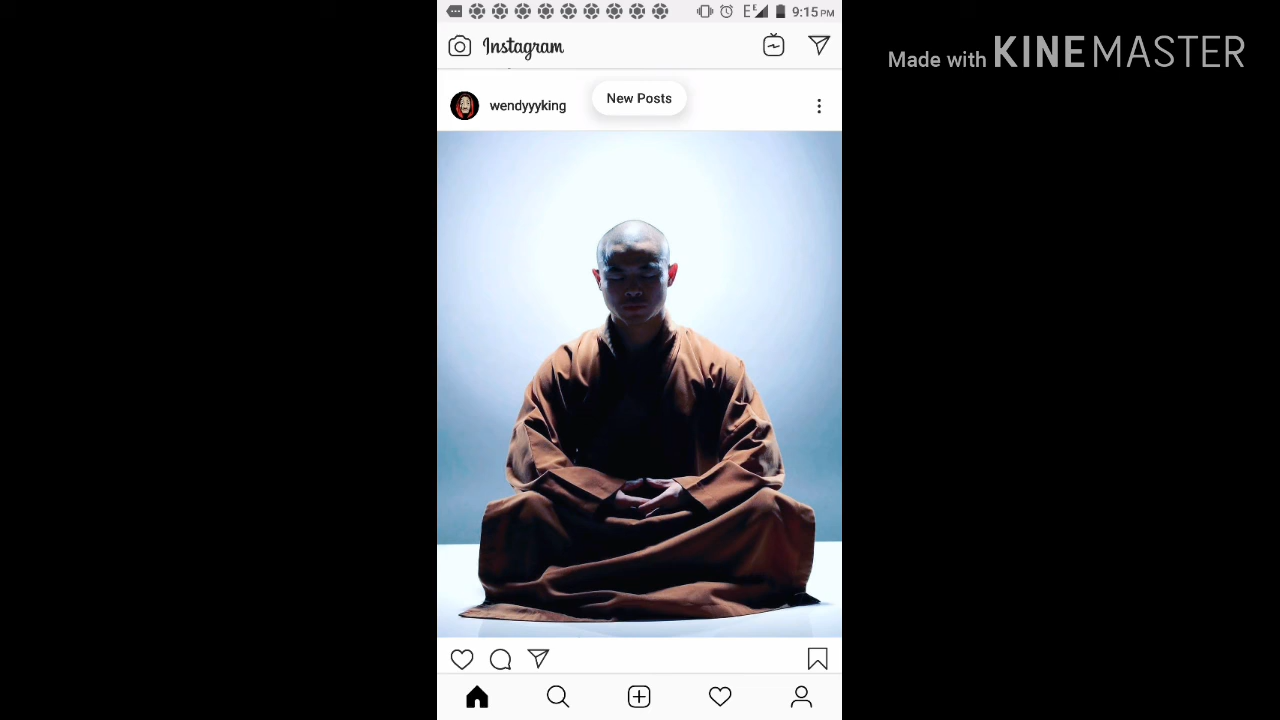 E E 9:15 PM
Instagram
Made with KINEMASTER
wendyyyking
New Posts